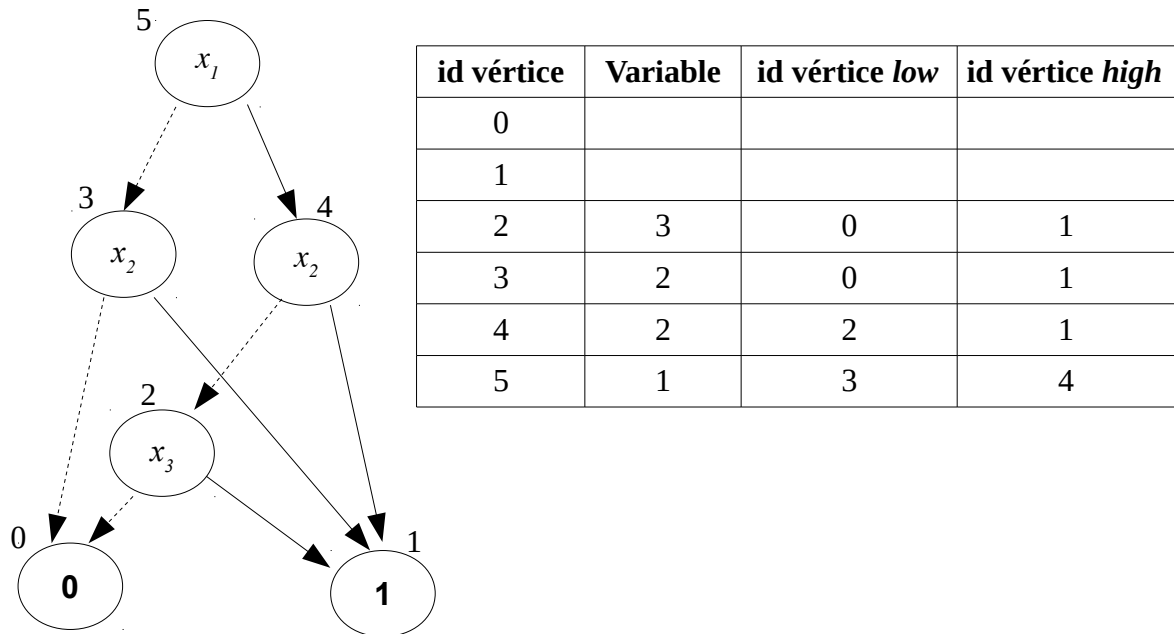 5
x1
3
4
x2
x2
2
x3
0
1
0
1
id vértice Variable id vértice low id vértice high
0
1
2 3 0 1
3 2 0 1
4 2 2 1
5 1 3 4